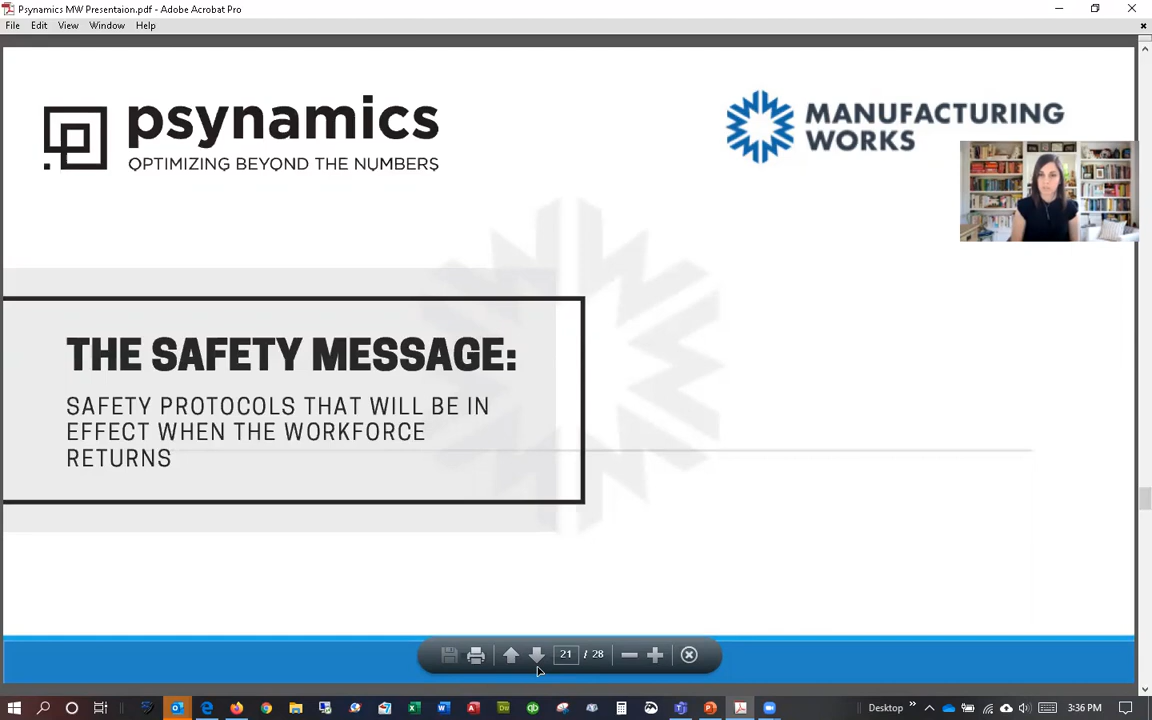 Psynamics MW Presentaion.pdf - Adobe Acrobat Pro
File Edit View Window Help
psynamics
OPTIMIZING BEYOND THE NUMBERS
MANUFACTURING
WORKS
THE SAFETY MESSAGE:
SAFETY PROTOCOLS THAT WILL BE IN
EFFECT WHEN THE WORKFORCE
RETURNS
21 / 28
Desktop
3:36 PM